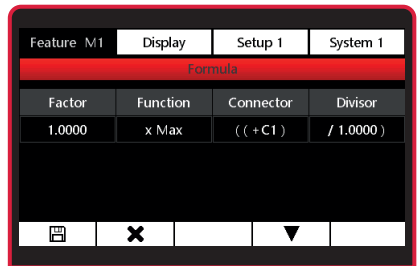 Feature M1 Display Setup 1 System 1
Formula
Factor Function Connector Divisor
1.0000 x Max ( ( + C1 ) / 1.0000 )